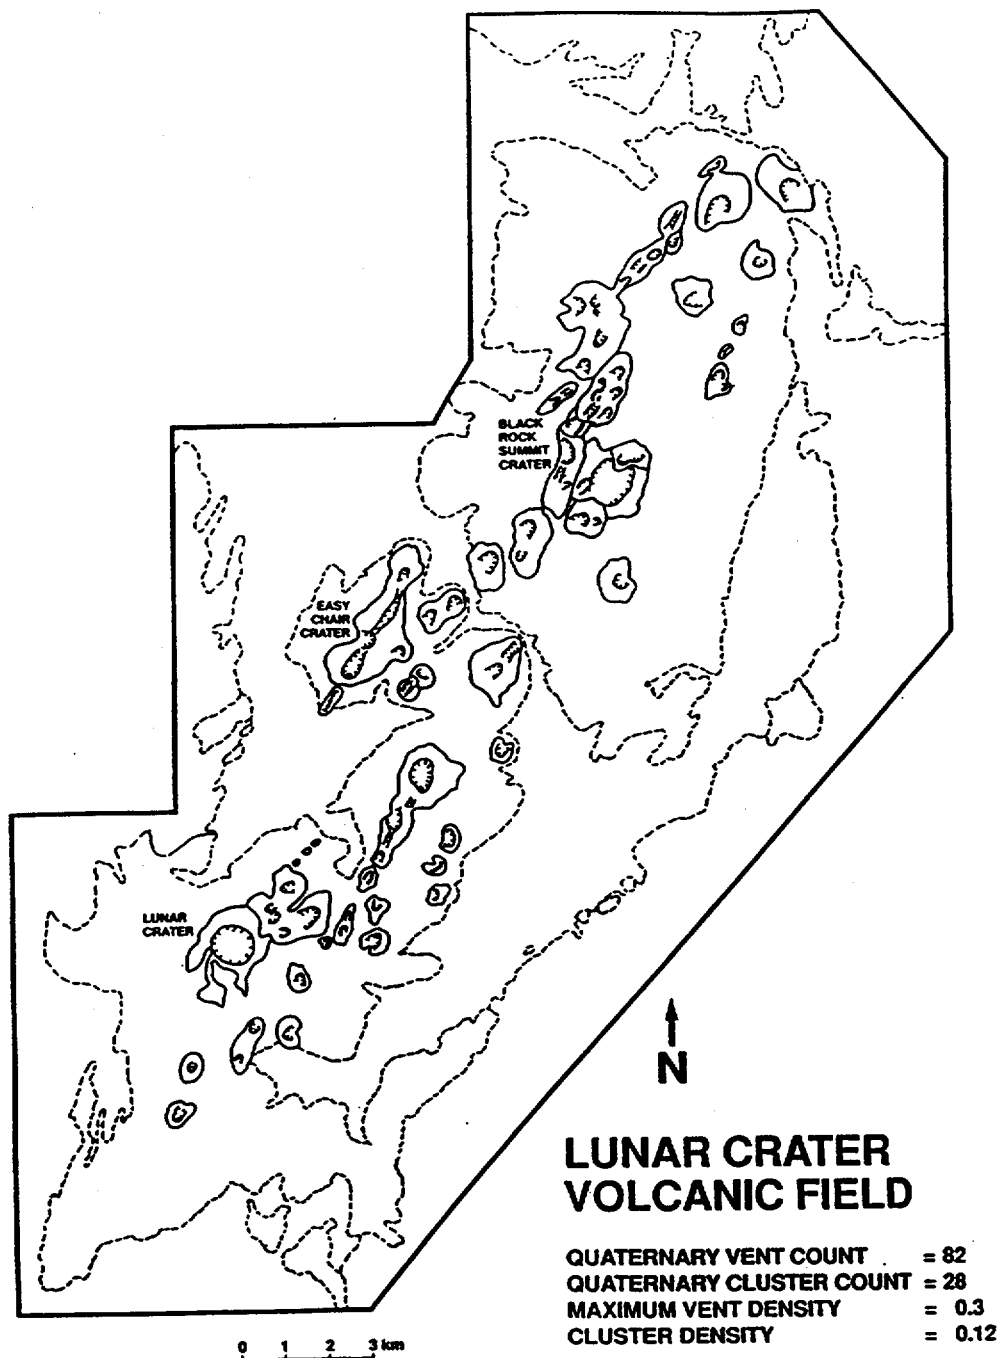 BLACK
ROCK
SUMMIT
CRATER
EASY
CHAIR
CRATER
LUNAR
CRATER
N
LUNAR CRATER
VOLCANIC FIELD
QUATERNARY VENT COUNT = 82
QUATERNARY CLUSTER COUNT = 28
MAXIMUM VENT DENSITY = 0.3
CLUSTER DENSITY = 0.12
0 1 2 3 km